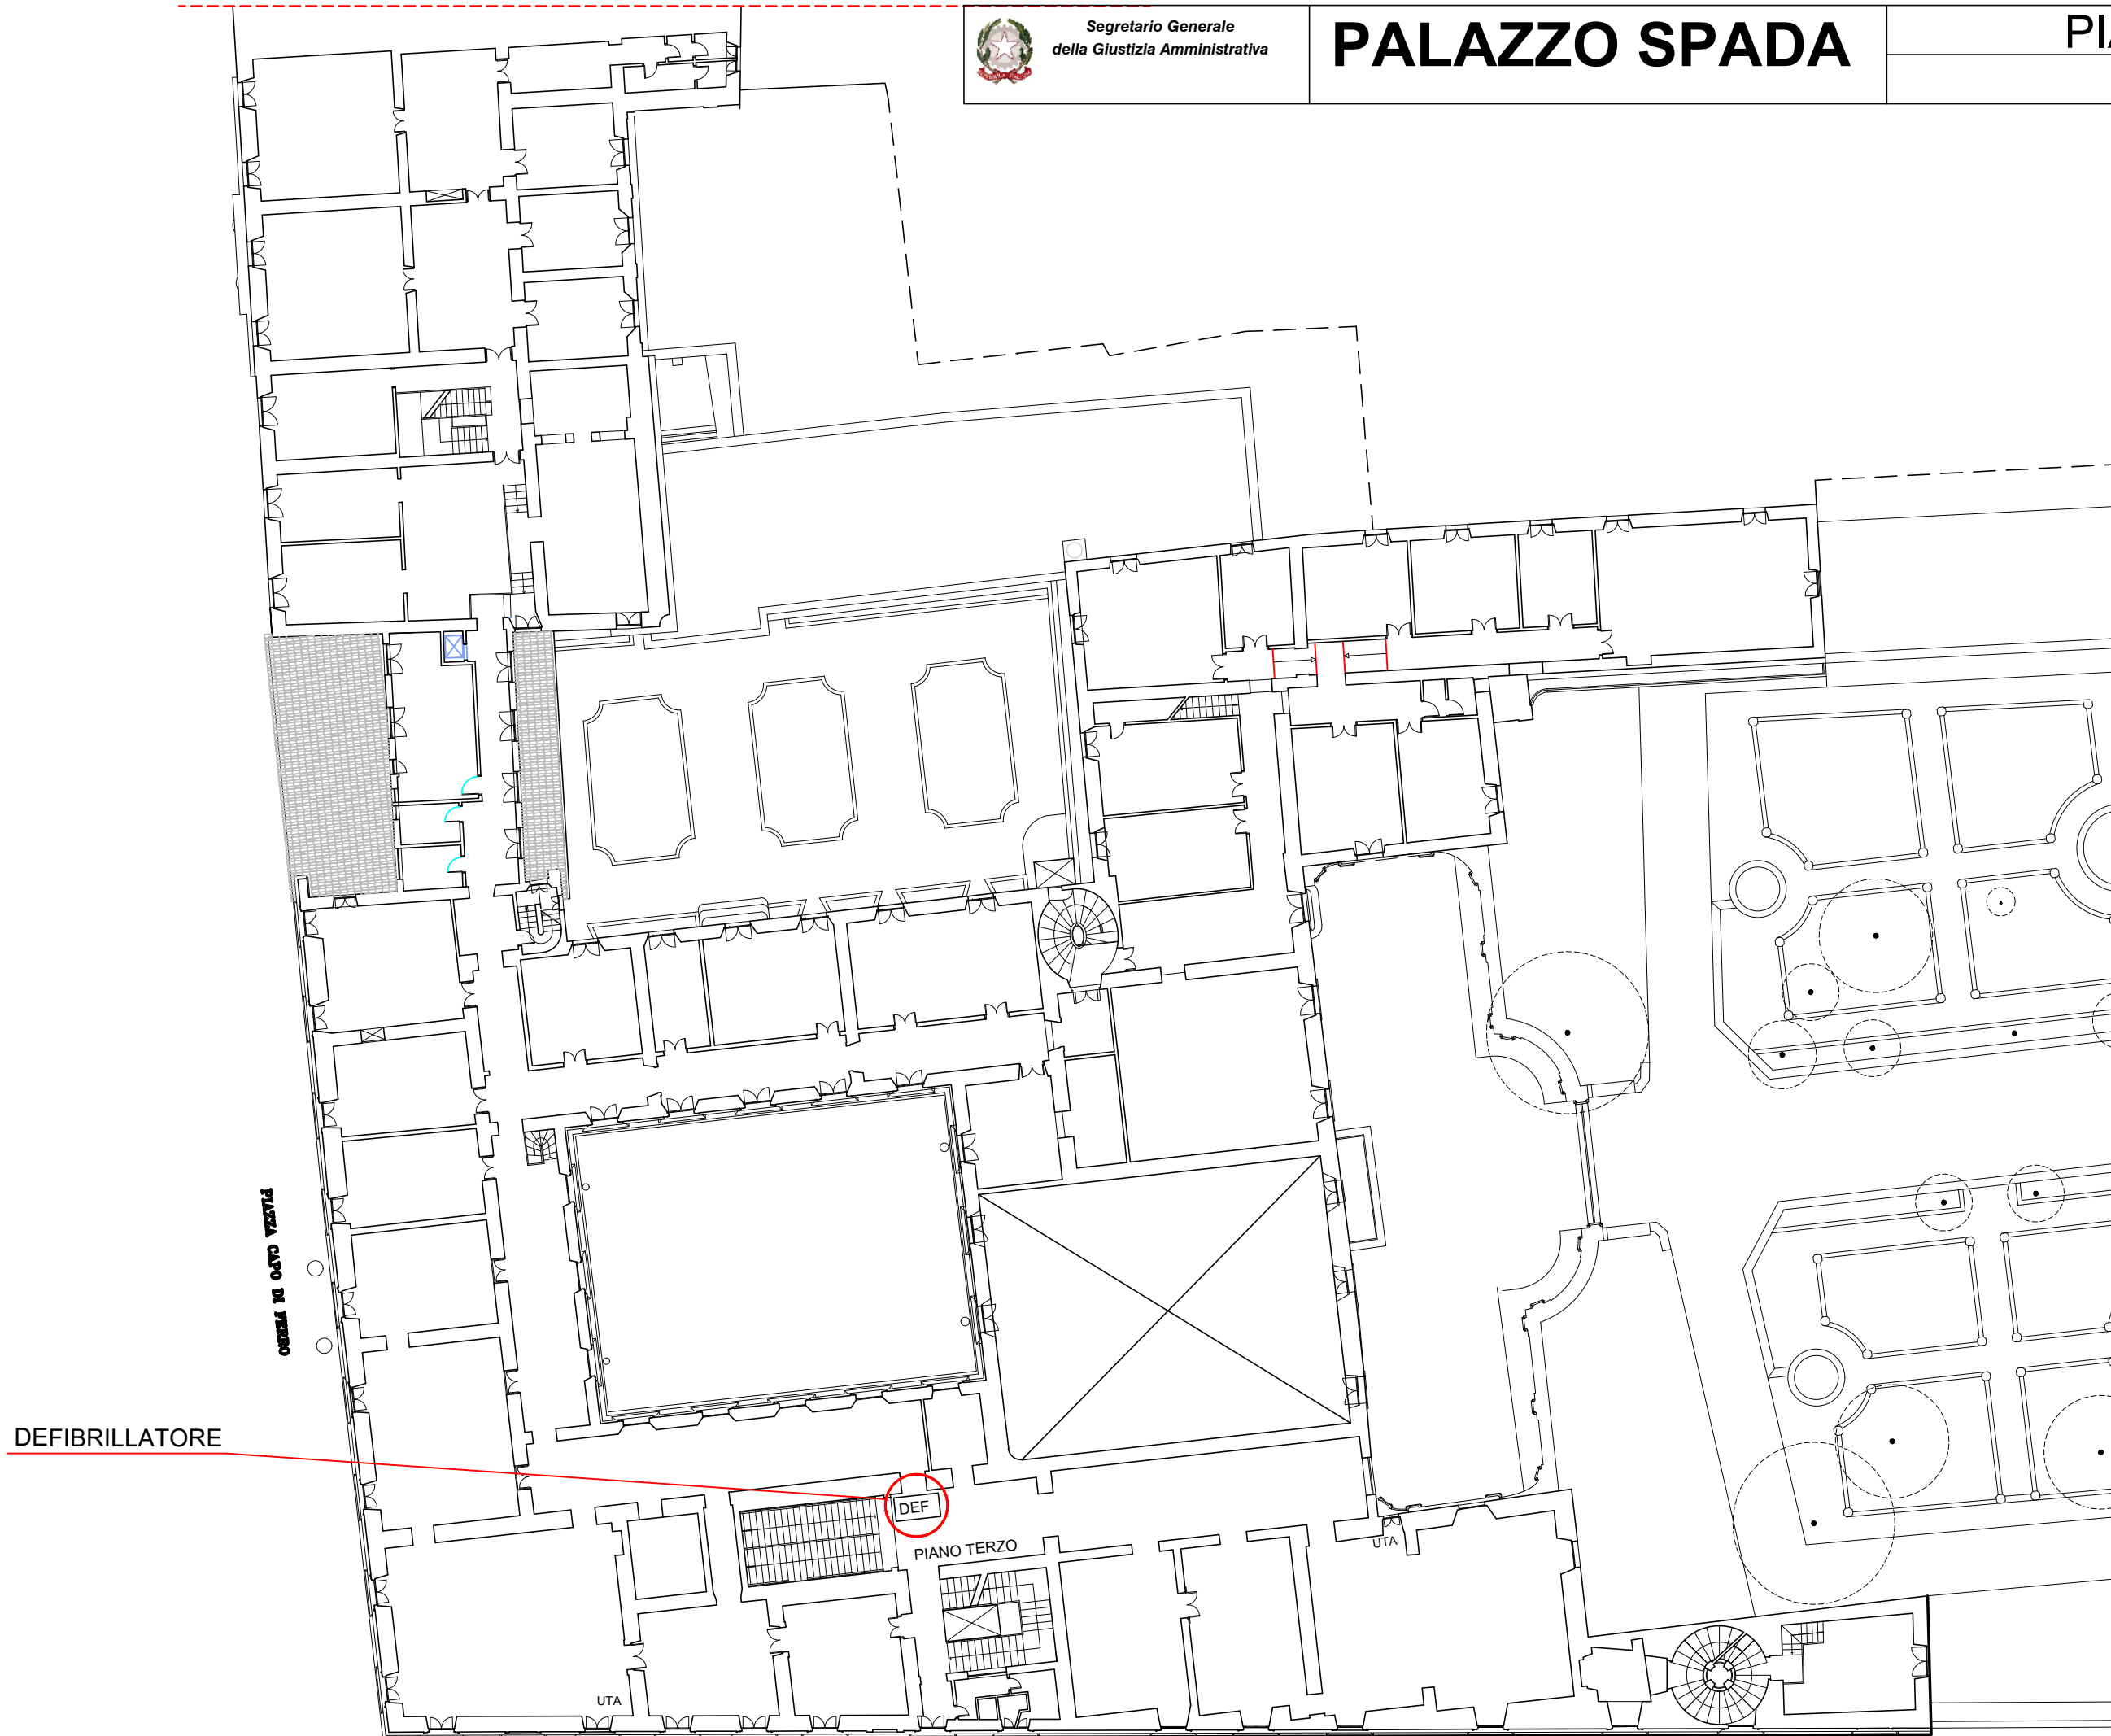 Segretario Generale
della Giustizia Amministrativa
PALAZZO SPADA
PIAZZA CAPO DI FERRO
DEFIBRILLATORE
DEF
PIANO TERZO
UTA
UTA